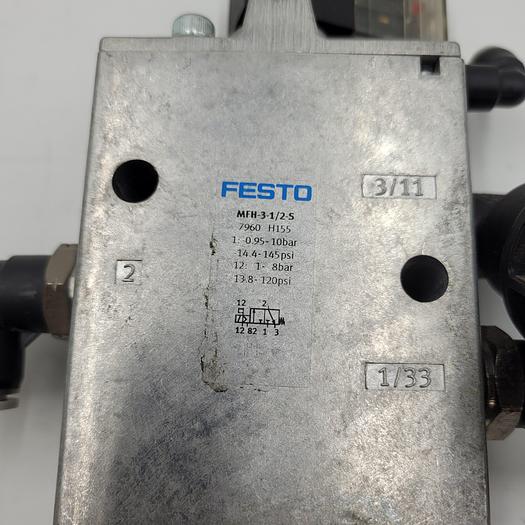 FESTO
3/11
MFH-3-1/2-S
7960 H155
1: -0.95-10bar
14.4-145psi
12: 1- 8bar
13.8-120psi
2
12 2
12 82 1 3
1/33